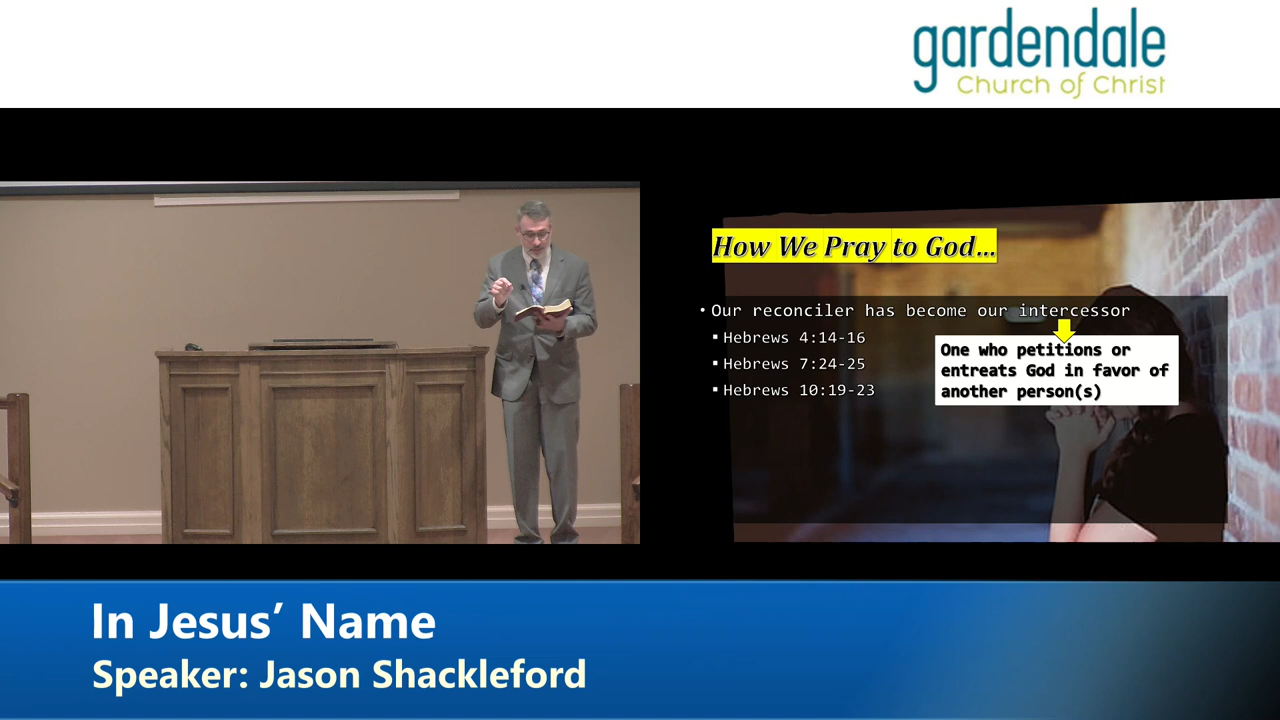 gardendale
Church of Christ
How We Pray to God...
• Our reconciler has become our intercessor
▪ Hebrews 4:14-16
▪ Hebrews 7:24-25
▪ Hebrews 10:19-23
One who petitions or
entreats God in favor of
another person(s)
In Jesus’ Name
Speaker: Jason Shackleford